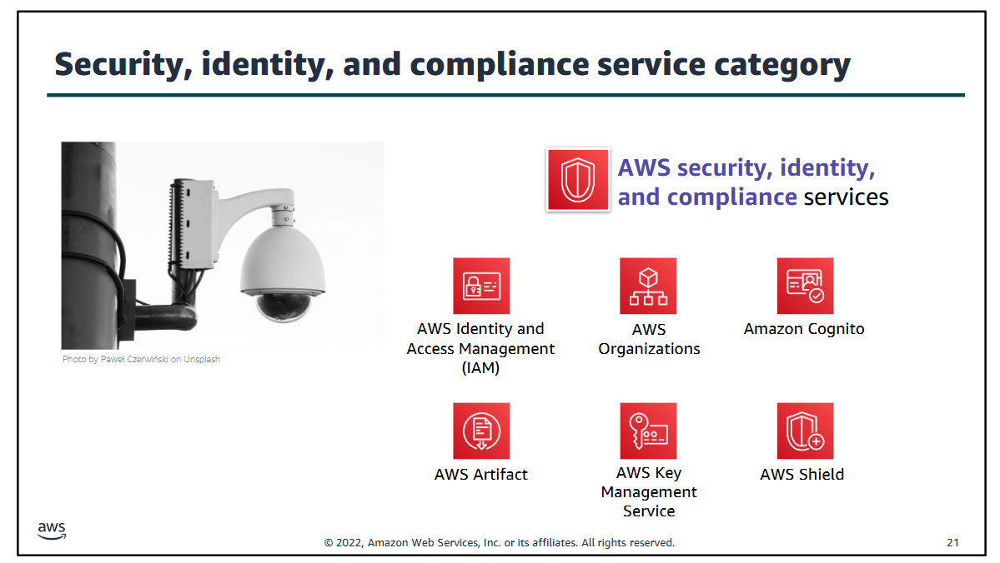 Security, identity, and compliance service category
AWS security, identity,
and compliance services
AWS Identity and
Access Management
(IAM)
AWS
Organizations
Amazon Cognito
Photo by Paweł Czerwiński on Unsplash
AWS Artifact
AWS Key
Management
Service
AWS Shield
aws
© 2022, Amazon Web Services, Inc. or its affiliates. All rights reserved.
21